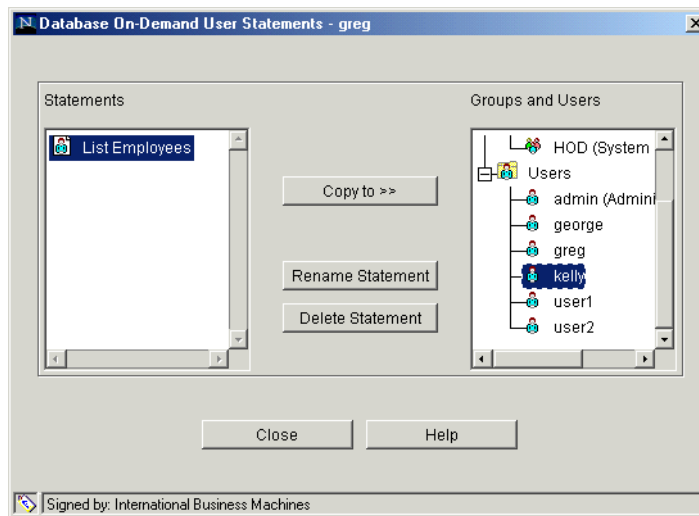 Database On-Demand User Statements - greg
Statements
Groups and Users
List Employees
HOD (System
Users
admin (Admini
george
greg
kelly
user1
user2
Copy to >>
Rename Statement
Delete Statement
Close
Help
Signed by: International Business Machines